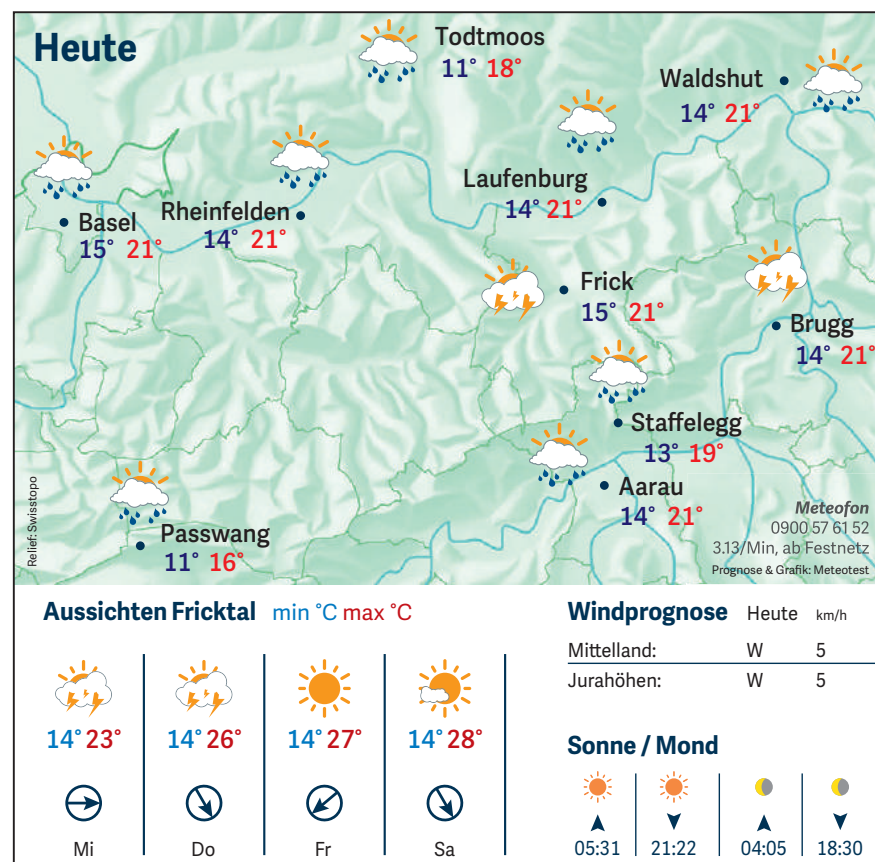 Heute
Todtmoos
11° 18°
Waldshut
14° 21°
Laufenburg
14° 21°
Basel
15° 21°
Rheinfelden
14° 21°
Frick
15° 21°
Brugg
14° 21°
Staffelegg
13° 19°
Aarau
14° 21°
Passwang
11° 16°
Relief: Swisstopo
Meteofon
0900 57 61 52
3.13/Min, ab Festnetz
Prognose & Grafik: Meteotest
Aussichten Fricktal min °C max °C
14° 23° 14° 26° 14° 27° 14° 28°
Mi Do Fr Sa
Windprognose Heute km/h
Mittelland: W 5
Jurahöhen: W 5
Sonne / Mond
05:31 21:22 04:05 18:30